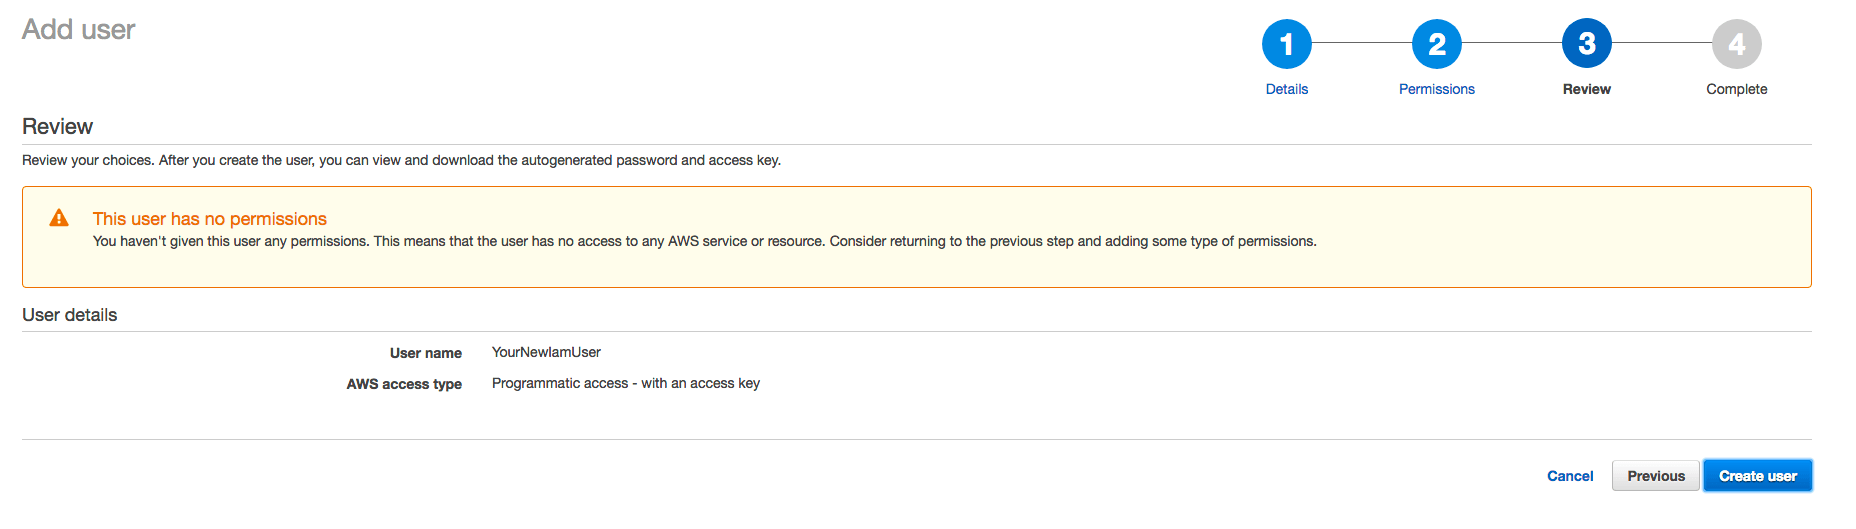 Add user
1
2
3
4
Details
Permissions
Review
Complete
Review
Review your choices. After you create the user, you can view and download the autogenerated password and access key.
This user has no permissions
You haven't given this user any permissions. This means that the user has no access to any AWS service or resource. Consider returning to the previous step and adding some type of permissions.
User details
User name YourNewIamUser
AWS access type Programmatic access - with an access key
Cancel Previous Create user